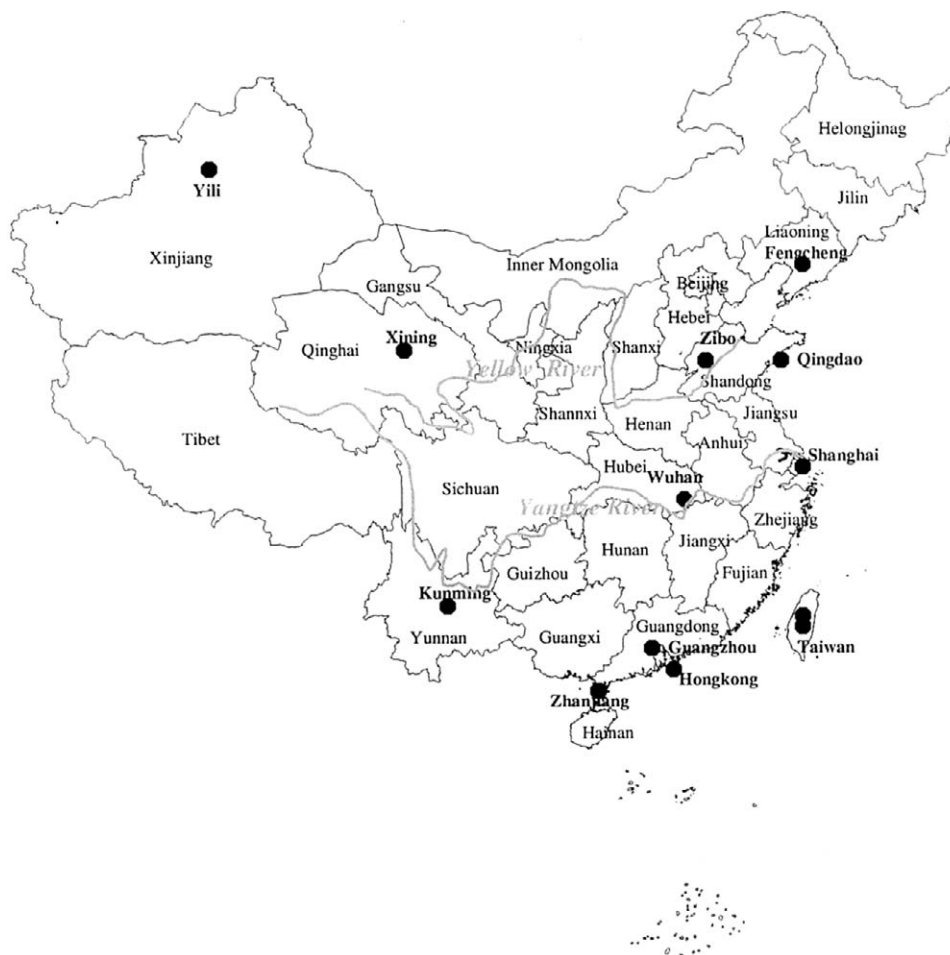 Helongjinag
Yili
Jilin
Liaoning
Fengcheng
Xinjiang
Inner Mongolia
Gangsu
Beijing
Hebei
Zibo
Xining
Qinghai
Ningxia
Shanxi
Qingdao
Yellow River
Shandong
Shannxi
Henan
Jiangsu
Tibet
Anhui
Shanghai
Hubei
Wuhan
Sichuan
Yangtze River
Zhejiang
Jiangxi
Hunan
Guizhou
Fujian
Kunming
Guangdong
Yunnan
Guangxi
Guangzhou
Taiwan
Hongkong
Zhanjiang
Hainan